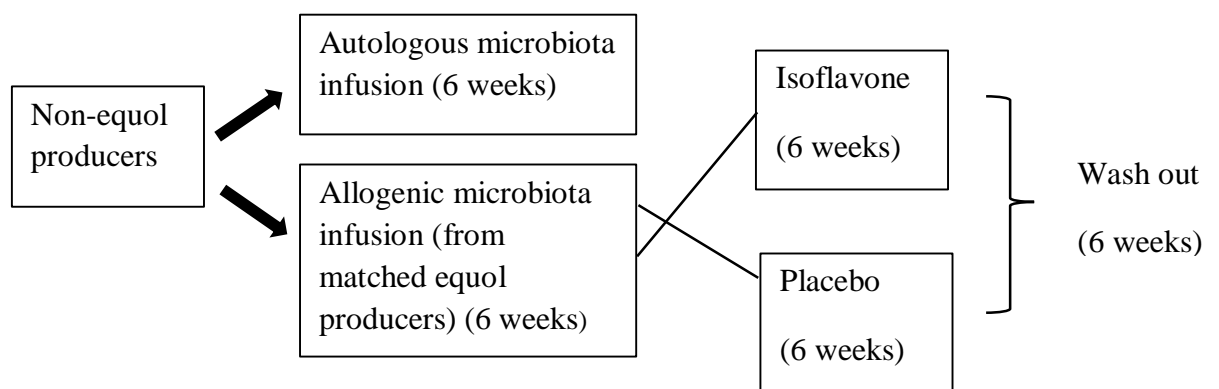 Non-equol
producers
Autologous microbiota
infusion (6 weeks)
Allogenic microbiota
infusion (from
matched equol
producers) (6 weeks)
Isoflavone
(6 weeks)
Placebo
(6 weeks)
Wash out
(6 weeks)